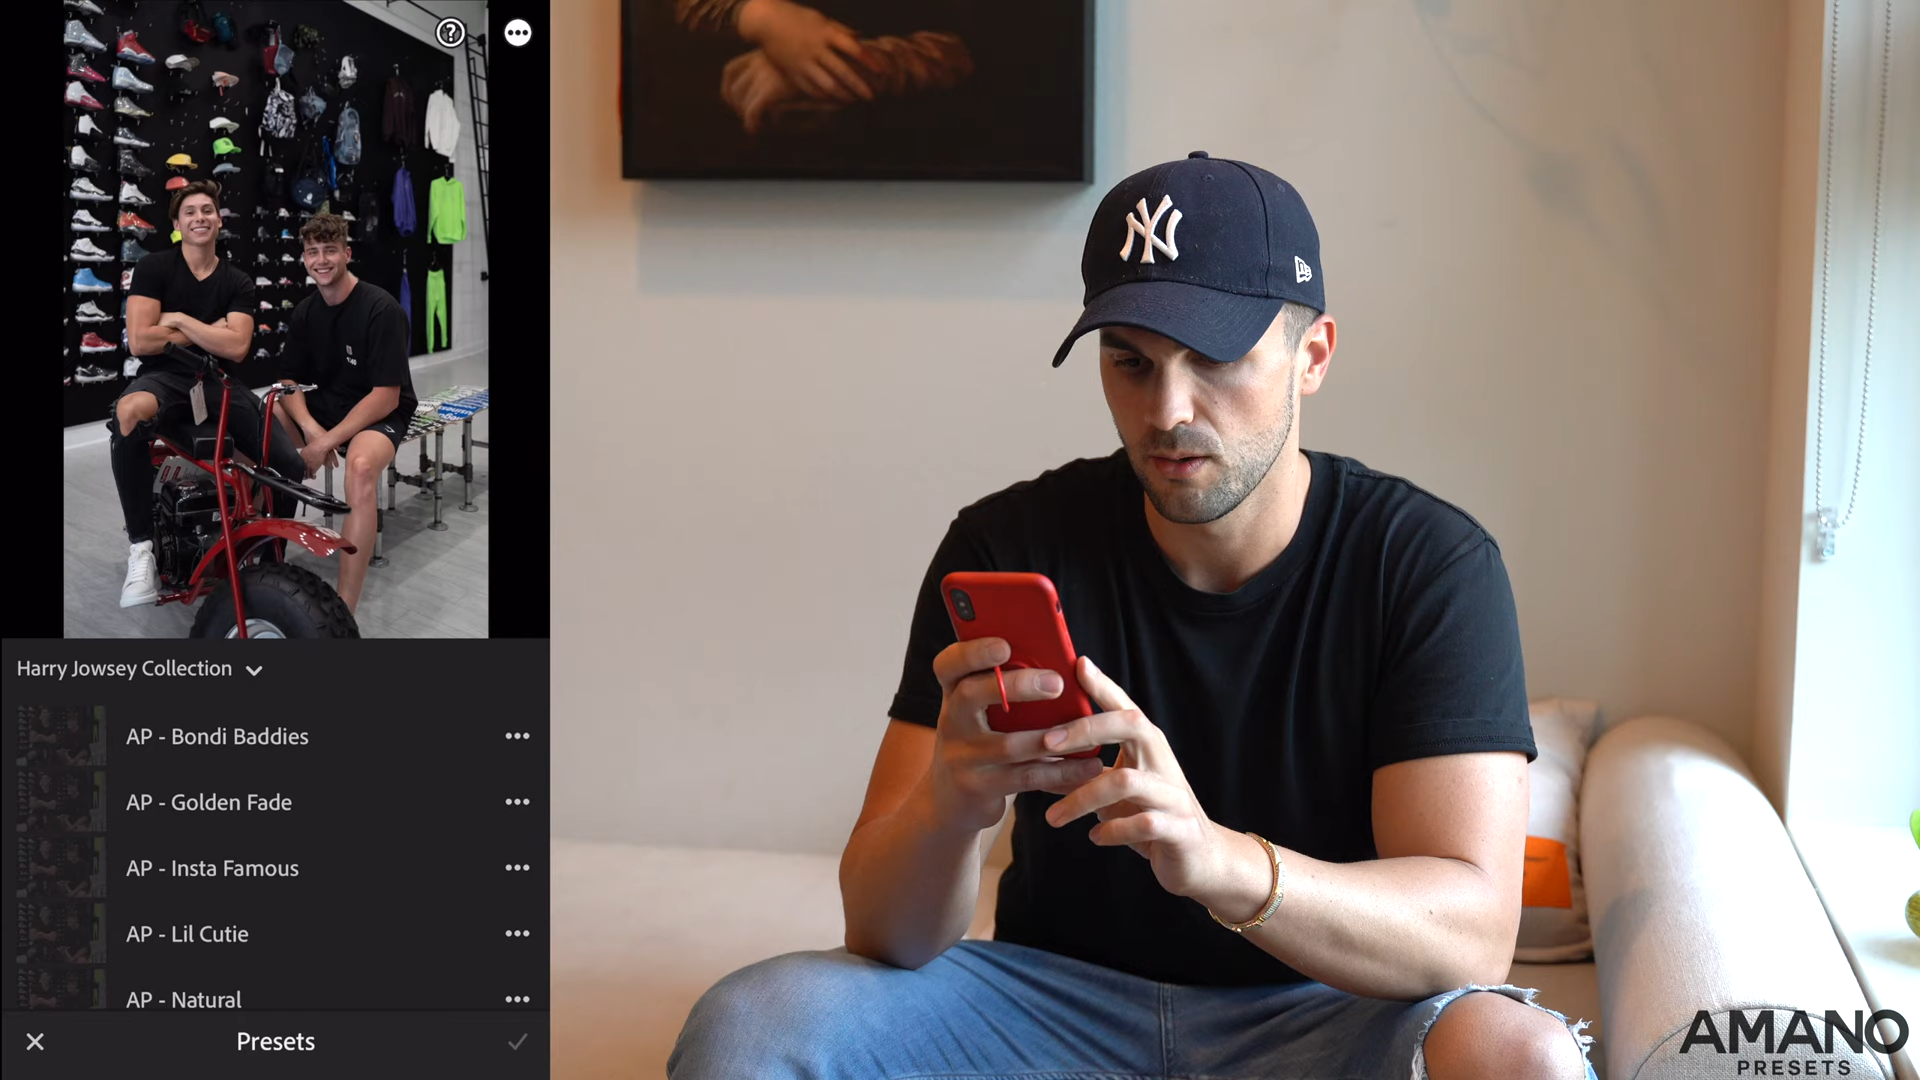 ?
Harry Jowsey Collection
AP - Bondi Baddies
AP - Golden Fade
AP - Insta Famous
AP - Lil Cutie
AP - Natural
Presets
NY
AMANO
PRESETS